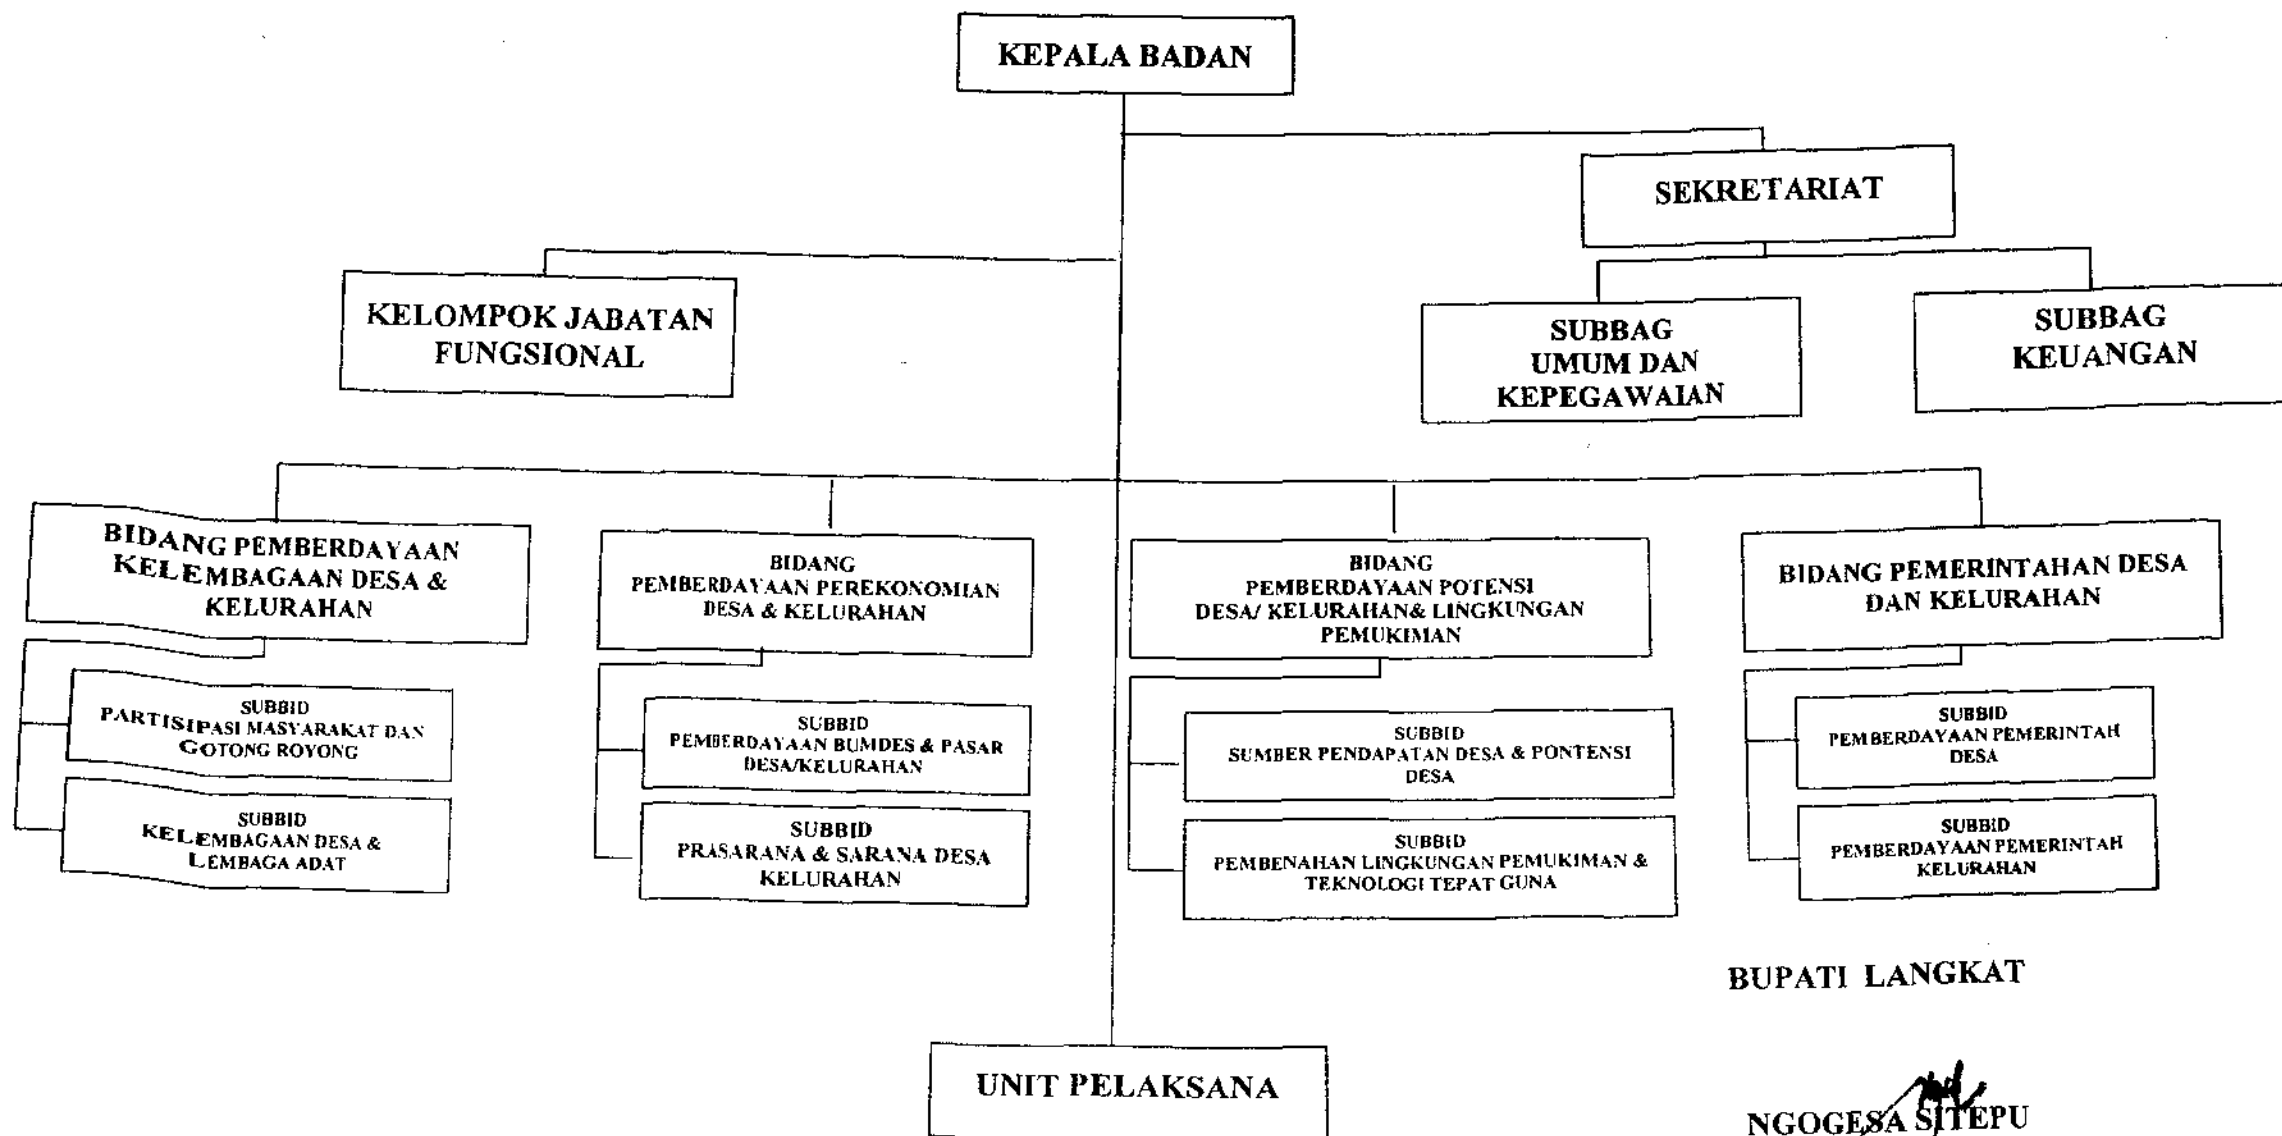 KEPALA BADAN
SEKRETARIAT
KELOMPOK JABATAN
FUNGSIONAL
SUBBAG
UMUM DAN
KEPEGAWAIAN
SUBBAG
KEUANGAN
BIDANG PEMBERDAYAAN
KELEMBAGAAN DESA &
KELURAHAN
BIDANG
PEMBERDAYAAN PEREKONOMIAN
DESA & KELURAHAN
BIDANG
PEMBERDAYAAN POTENSI
DESA/ KELURAHAN& LINGKUNGAN
PEMUKIMAN
BIDANG PEMERINTAHAN DESA
DAN KELURAHAN
SUBBID
PARTISIPASI MASYARAKAT DAN
GOTONG ROYONG
SUBBID
KELEMBAGAAN DESA &
LEMBAGA ADAT
SUBBID
PEMBERDAYAAN BUMDES & PASAR
DESA/KELURAHAN
SUBBID
PRASARANA & SARANA DESA
KELURAHAN
SUBBID
SUMBER PENDAPATAN DESA & PONTENSI
DESA
SUBBID
PEMBENAHAN LINGKUNGAN PEMUKIMAN &
TEKNOLOGI TEPAT GUNA
SUBBID
PEMBERDAYAAN PEMERINTAH
DESA
SUBBID
PEMBERDAYAAN PEMERINTAH
KELURAHAN
BUPATI LANGKAT
UNIT PELAKSANA
NGOGESA SITEPU